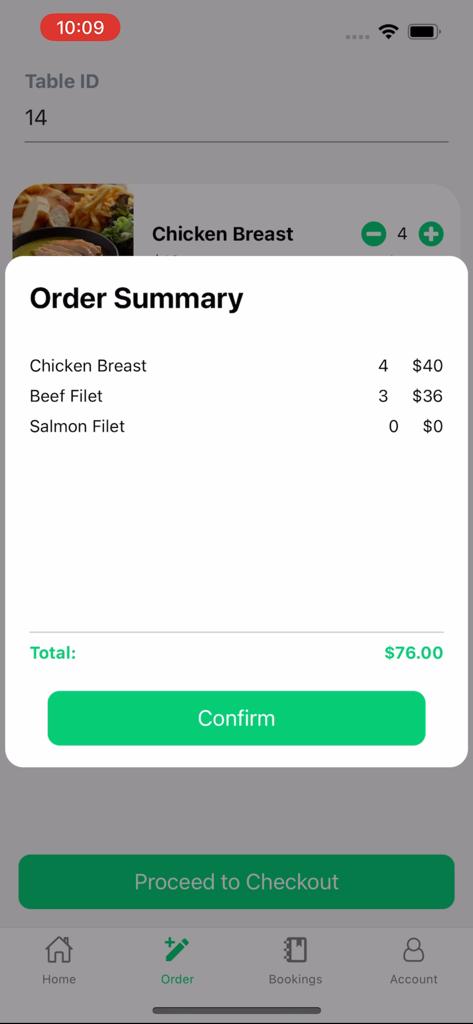 10:09
Table ID
14
Chicken Breast 4
Order Summary
Chicken Breast 4 $40
Beef Filet 3 $36
Salmon Filet 0 $0
Total: $76.00
Confirm
Proceed to Checkout
Home Order Bookings Account